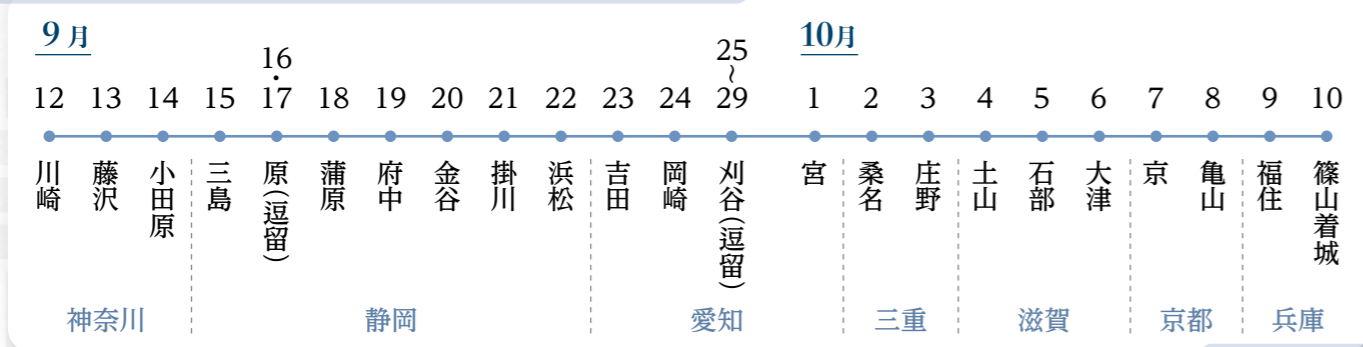 9月
10月
16
・
25
〜
12 13 14 15 17 18 19 20 21 22 23 24 29 1 2 3 4 5 6 7 8 9 10
川崎
藤沢
小田原
三島
原(逗留)
蒲原
府中
金谷
掛川
浜松
吉田
岡崎
刈谷(逗留)
宮
桑名
庄野
土山
石部
大津
京
亀山
福住
篠山着城
神奈川 静岡 愛知 三重 滋賀 京都 兵庫